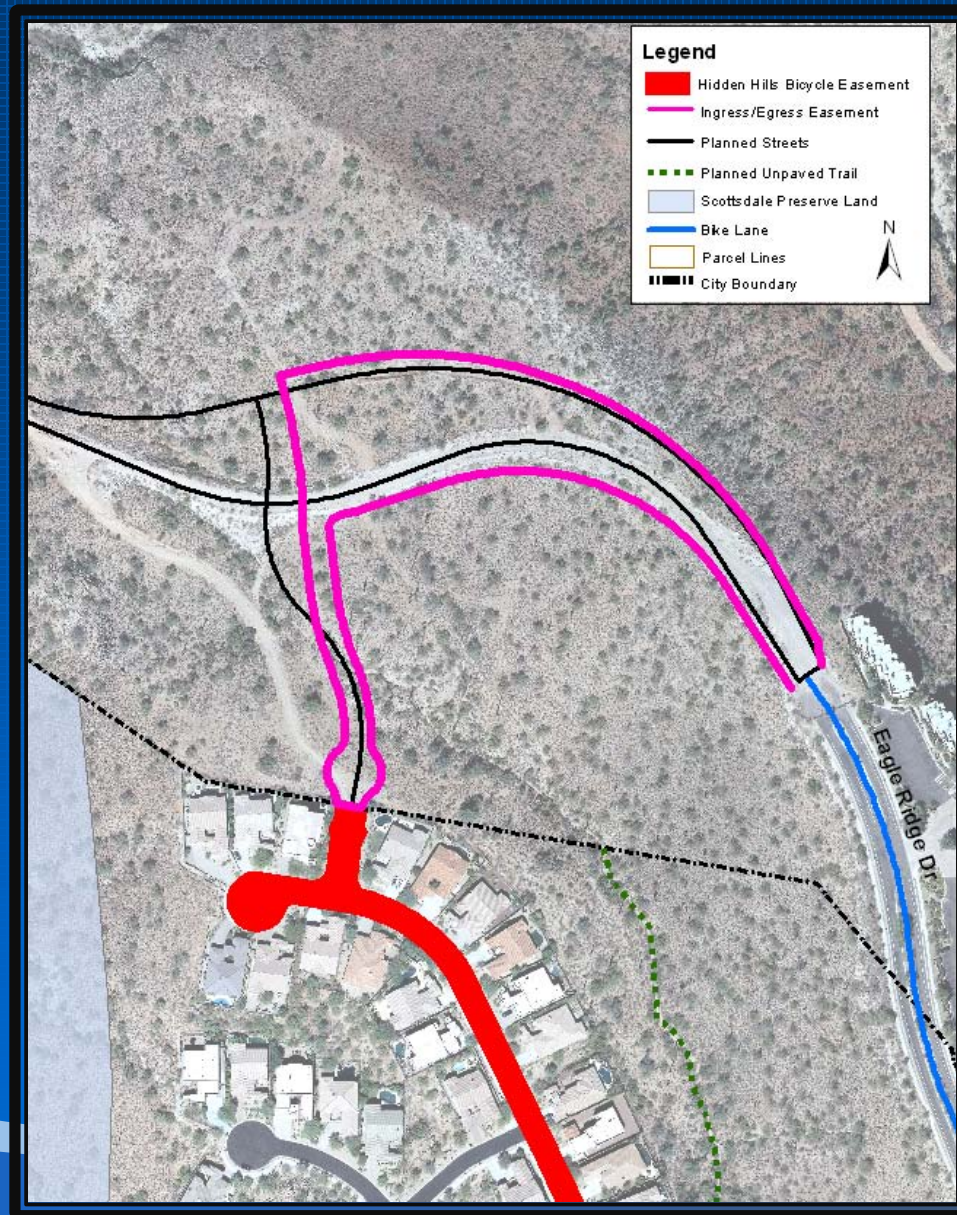 Legend
Hidden Hills Bicycle Easement
Ingress/Egress Easement
Planned Streets
Planned Unpaved Trail
Scottsdale Preserve Land
Bike Lane
Parcel Lines
City Boundary
N
Eagle Ridge Dr